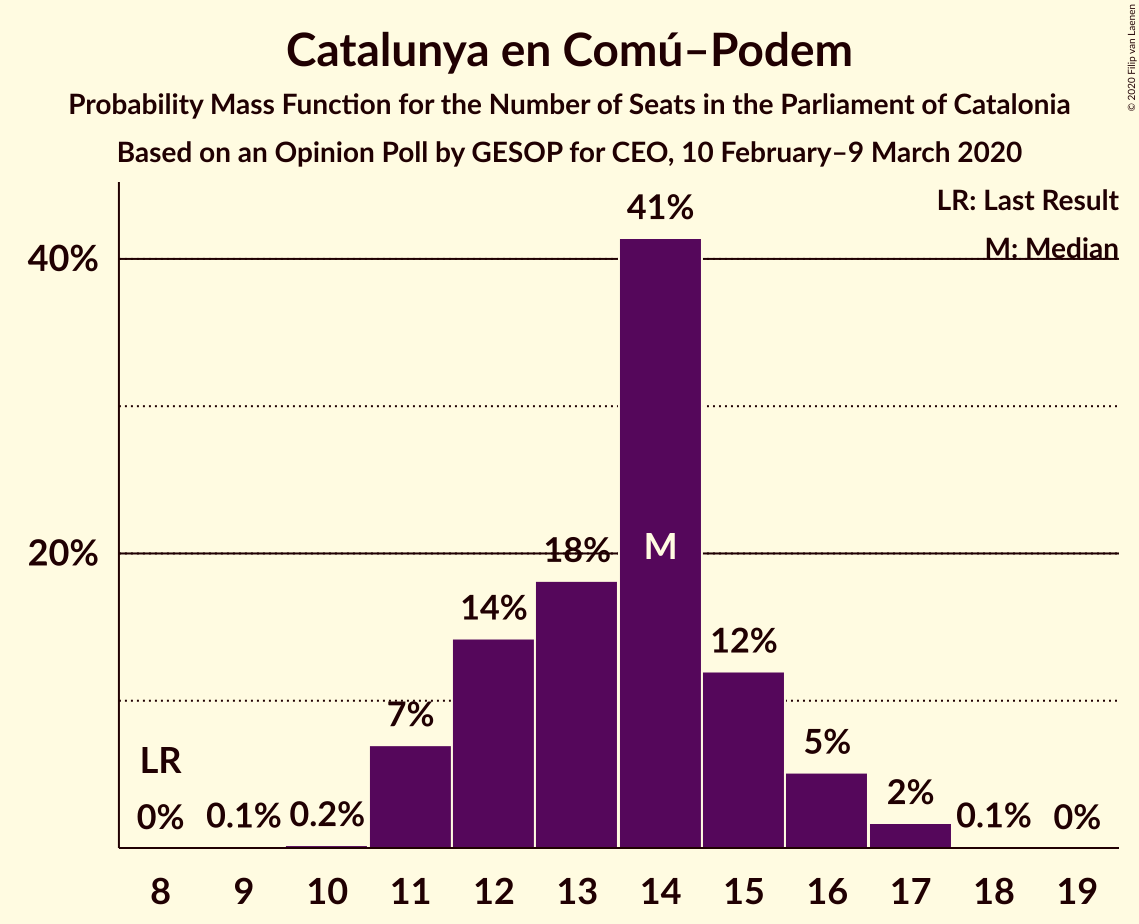 Catalunya en Comú–Podem
Probability Mass Function for the Number of Seats in the Parliament of Catalonia
Based on an Opinion Poll by GESOP for CEO, 10 February–9 March 2020
© 2020 Filip van Laenen
LR: Last Result
M: Median
41%
40%
20%
18%
M
14%
12%
7%
5%
2%
LR
0%
0.1%
0.2%
0.1%
0%
8 9 10 11 12 13 14 15 16 17 18 19